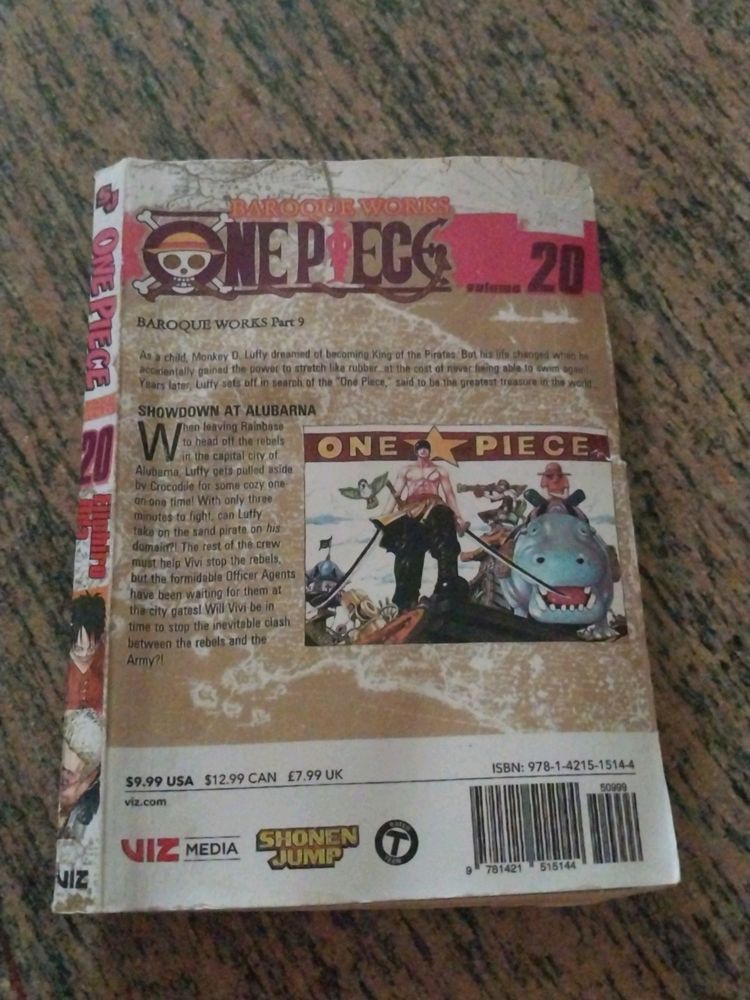 BAROQUE WORKS
ONE PIECE
volume 20
BAROQUE WORKS Part 9
As a child, Monkey D. Luffy dreamed of becoming King of the Pirates. But his life changed when he
accidentally gained the power to stretch like rubber...at the cost of never being able to swim again!
Years later, Luffy sets off in search of the "One Piece," said to be the greatest treasure in the world...
SHOWDOWN AT ALUBARNA
When leaving Rainbase
to head off the rebels
in the capital city of
Alubarna, Luffy gets pulled aside
by Crocodile for some cozy one-
on-one time! With only three
minutes to fight, can Luffy
take on the sand pirate on his
domain?! The rest of the crew
must help Vivi stop the rebels,
but the formidable Officer Agents
have been waiting for them at
the city gates! Will Vivi be in
time to stop the inevitable clash
between the rebels and the
Army?!
ONE PIECE
$9.99 USA $12.99 CAN £7.99 UK
viz.com
ISBN: 978-1-4215-1514-4
50999
9 781421 515144
VIZ MEDIA
SHONEN
JUMP
RATED
T
TEEN
ONE PIECE
20
Eiichiro
Oda
VIZ